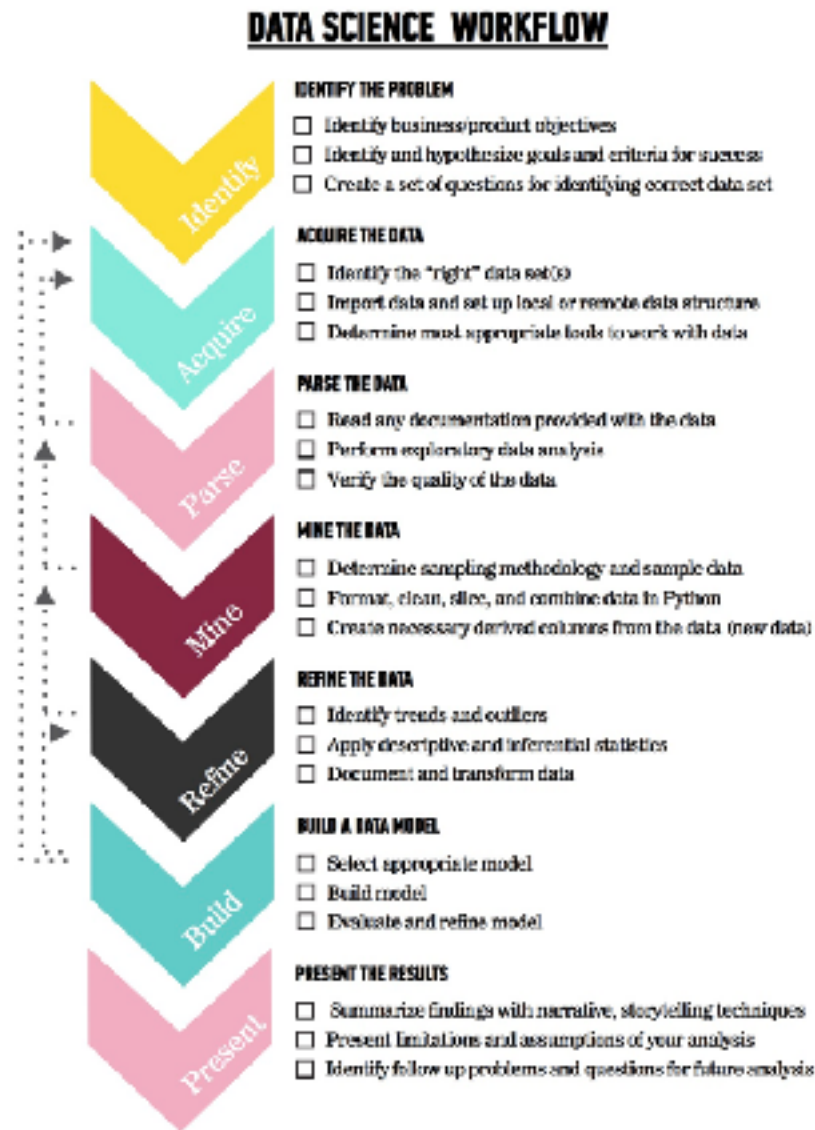 DATA SCIENCE WORKFLOW
IDENTIFY THE PROBLEM
Identify business/product objectives
Identify and hypothesize goals and criteria for success
Create a set of questions for identifying correct data set
Identify
ACQUIRE THE DATA
Identify the "right" data set(s)
Import data and set up local or remote data structure
Determine most appropriate tools to work with data
Acquire
PARSE THE DATA
Read any documentation provided with the data
Perform exploratory data analysis
Verify the quality of the data
Parse
MINE THE DATA
Determine sampling methodology and sample data
Format, clean, slice, and combine data in Python
Create necessary derived columns from the data (new data)
Mine
REFINE THE DATA
Identify trends and outliers
Apply descriptive and inferential statistics
Document and transform data
Refine
BUILD A DATA MODEL
Select appropriate model
Build model
Evaluate and refine model
Build
PRESENT THE RESULTS
Summarize findings with narrative, storytelling techniques
Present limitations and assumptions of your analysis
Identify follow up problems and questions for future analysis
Present